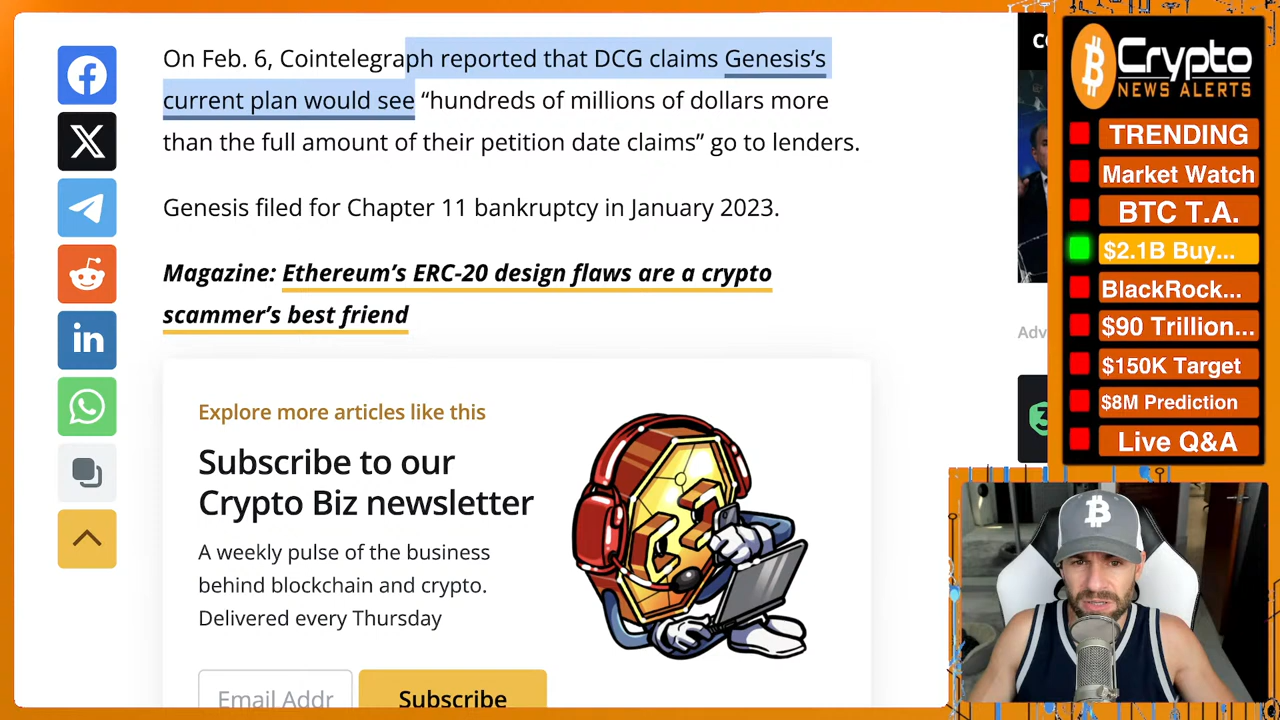 On Feb. 6, Cointelegraph reported that DCG claims Genesis’s
current plan would see “hundreds of millions of dollars more
than the full amount of their petition date claims” go to lenders.
Genesis filed for Chapter 11 bankruptcy in January 2023.
Magazine: Ethereum’s ERC-20 design flaws are a crypto
scammer’s best friend
Explore more articles like this
Subscribe to our
Crypto Biz newsletter
A weekly pulse of the business
behind blockchain and crypto.
Delivered every Thursday
Email Addr
Subscribe
Adv
Crypto
NEWS ALERTS
TRENDING
Market Watch
BTC T.A.
$2.1B Buy...
BlackRock...
$90 Trillion...
$150K Target
$8M Prediction
Live Q&A